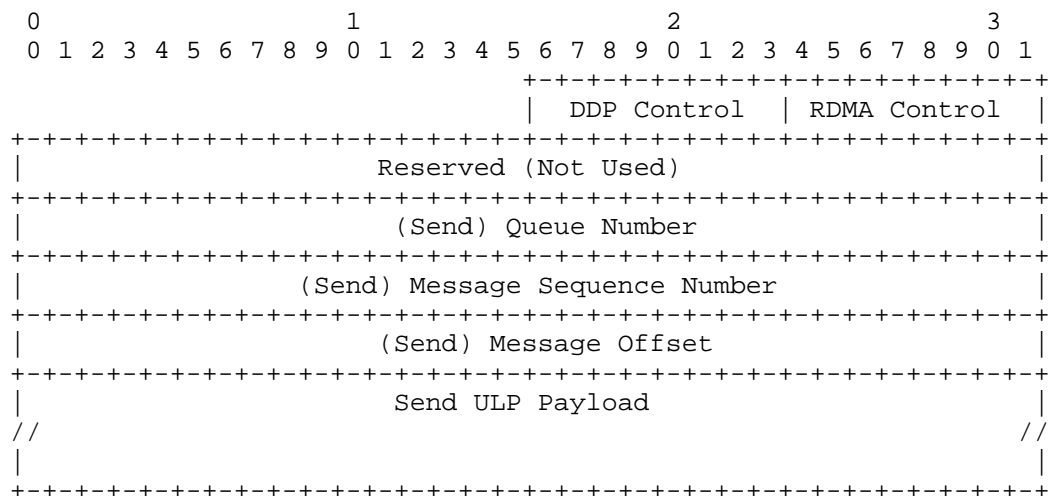 0                   1                   2                   3
 0 1 2 3 4 5 6 7 8 9 0 1 2 3 4 5 6 7 8 9 0 1 2 3 4 5 6 7 8 9 0 1
                                +-+-+-+-+-+-+-+-+-+-+-+-+-+-+-+-+
                                |  DDP Control  | RDMA Control  |
+-+-+-+-+-+-+-+-+-+-+-+-+-+-+-+-+-+-+-+-+-+-+-+-+-+-+-+-+-+-+-+-+
|                      Reserved (Not Used)                      |
+-+-+-+-+-+-+-+-+-+-+-+-+-+-+-+-+-+-+-+-+-+-+-+-+-+-+-+-+-+-+-+-+
|                       (Send) Queue Number                     |
+-+-+-+-+-+-+-+-+-+-+-+-+-+-+-+-+-+-+-+-+-+-+-+-+-+-+-+-+-+-+-+-+
|                 (Send) Message Sequence Number                |
+-+-+-+-+-+-+-+-+-+-+-+-+-+-+-+-+-+-+-+-+-+-+-+-+-+-+-+-+-+-+-+-+
|                      (Send) Message Offset                    |
+-+-+-+-+-+-+-+-+-+-+-+-+-+-+-+-+-+-+-+-+-+-+-+-+-+-+-+-+-+-+-+-+
|                       Send ULP Payload                        |
//                                                             //
|                                                               |
+-+-+-+-+-+-+-+-+-+-+-+-+-+-+-+-+-+-+-+-+-+-+-+-+-+-+-+-+-+-+-+-+